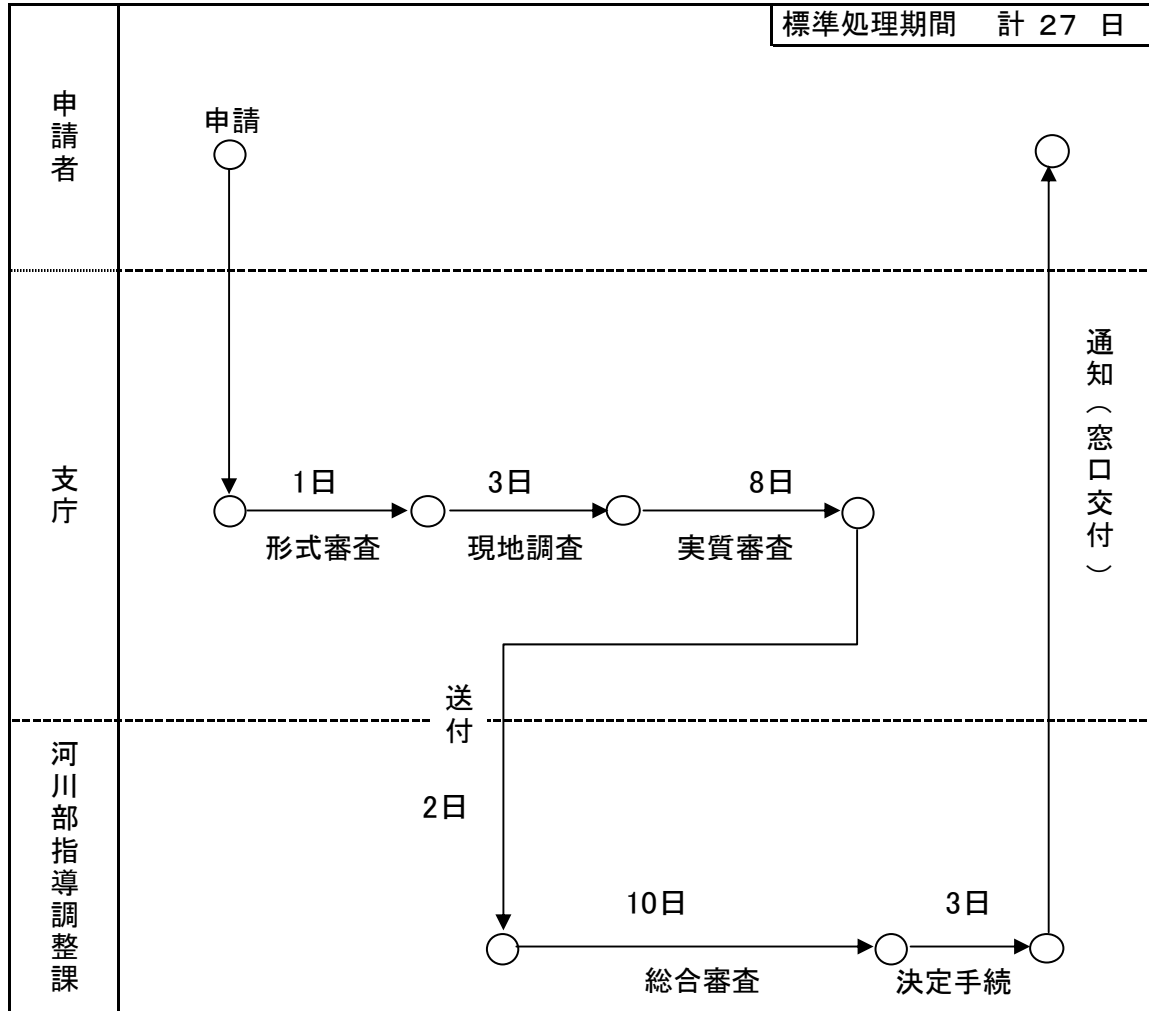 標準処理期間　計 27 日
申請者
申請
支庁
1日
3日
8日
形式審査
現地調査
実質審査
通知（窓口交付）
送付
2日
河川部指導調整課
10日
3日
総合審査
決定手続